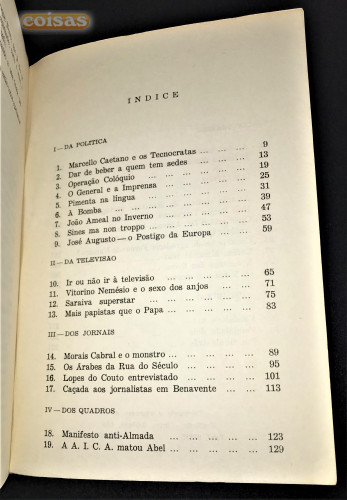 coisas
INDICE
I — DA POLITICA
1. Marcello Caetano e os Tecnocratas ... ... ... 9
2. Dar de beber a quem tem sedes ... ... ... 13
3. Operação Colóquio ... ... ... ... ... 19
4. O General e a Imprensa ... ... ... ... 25
5. Pimenta na língua ... ... ... ... ... 31
6. A Bomba ... ... ... ... ... ... 39
7. João Ameal no Inverno ... ... ... ... 47
8. Sines ma non troppo ... ... ... ... 53
9. José Augusto — o Postigo da Europa ... ... ... 59
II — DA TELEVISAO
10. Ir ou não ir à televisão ... ... ... ... 65
11. Vitorino Nemésio e o sexo dos anjos ... ... ... 71
12. Saraiva superstar ... ... ... ... ... 75
13. Mais papistas que o Papa ... ... ... ... 83
III — DOS JORNAIS
14. Morais Cabral e o monstro ... ... ... ... 89
15. Os Árabes da Rua do Século ... ... ... ... 95
16. Lopes do Couto entrevistado ... ... ... ... 101
17. Caçada aos jornalistas em Benavente ... ... ... 113
IV — DOS QUADROS
18. Manifesto anti-Almada ... ... ... ... 123
19. A A. I. C. A. matou Abel ... ... ... ... 129